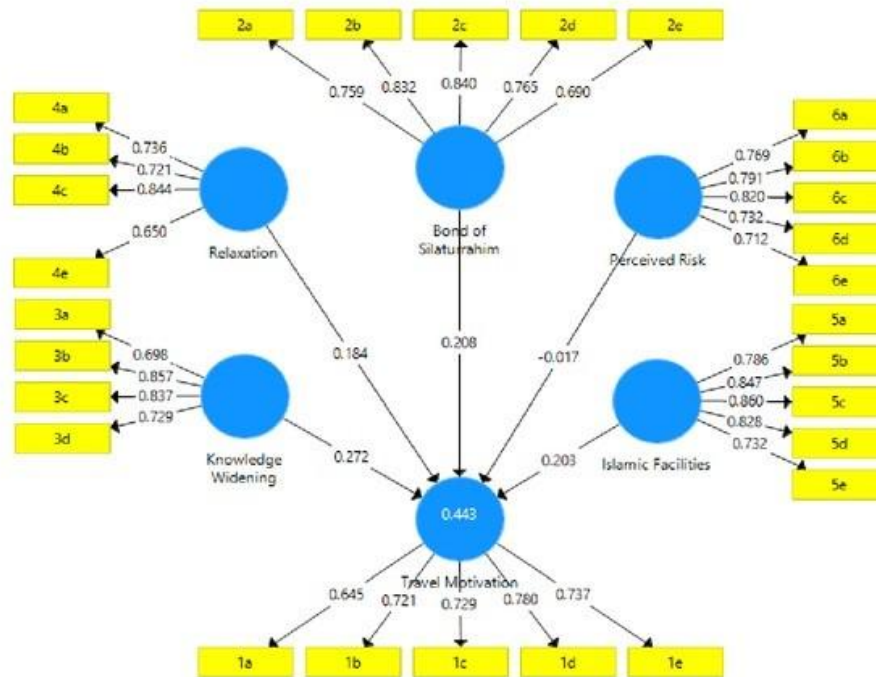 2a
2b
2c
2d
2e
0.759
0.832
0.840
0.765
0.690
4a
4b
4c
4e
0.736
0.721
0.844
0.650
Relaxation
Bond of
Silaturrahim
6a
6b
6c
6d
6e
0.769
0.791
0.820
0.732
0.712
Perceived Risk
3a
3b
3c
3d
0.698
0.857
0.837
0.729
Knowledge
Widening
5a
5b
5c
5d
5e
0.786
0.847
0.860
0.828
0.732
Islamic Facilities
0.184
0.208
-0.017
0.272
0.203
0.443
Travel Motivation
0.645
0.721
0.729
0.780
0.737
1a
1b
1c
1d
1e